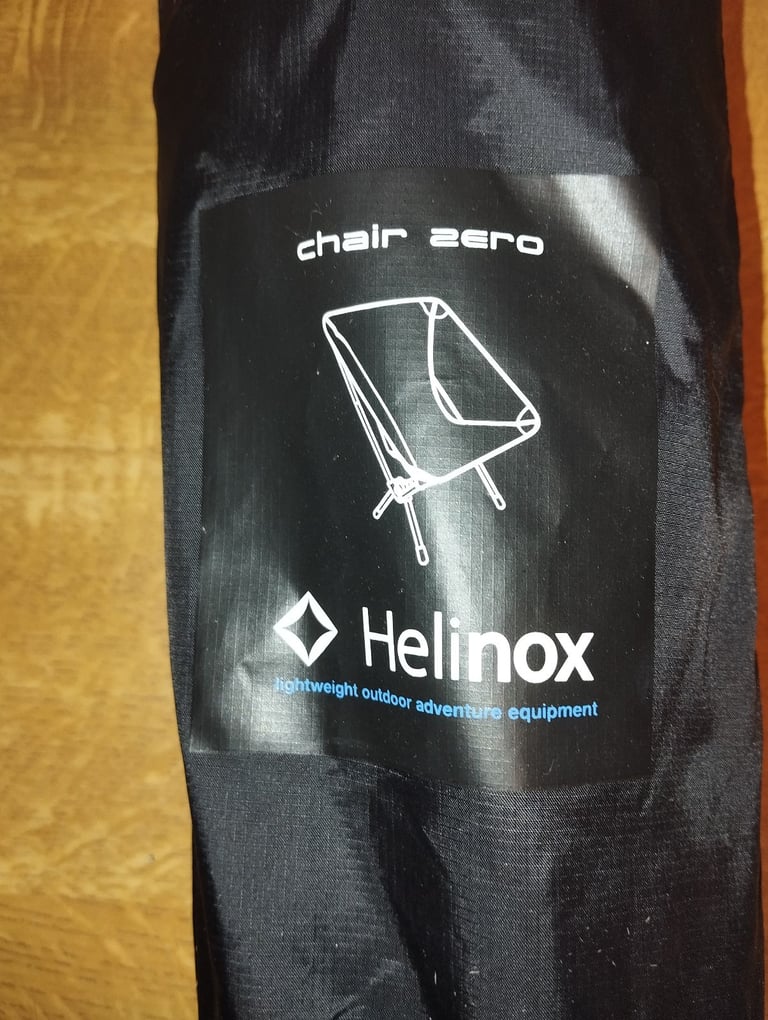 chair zero
Helinox
lightweight outdoor adventure equipment